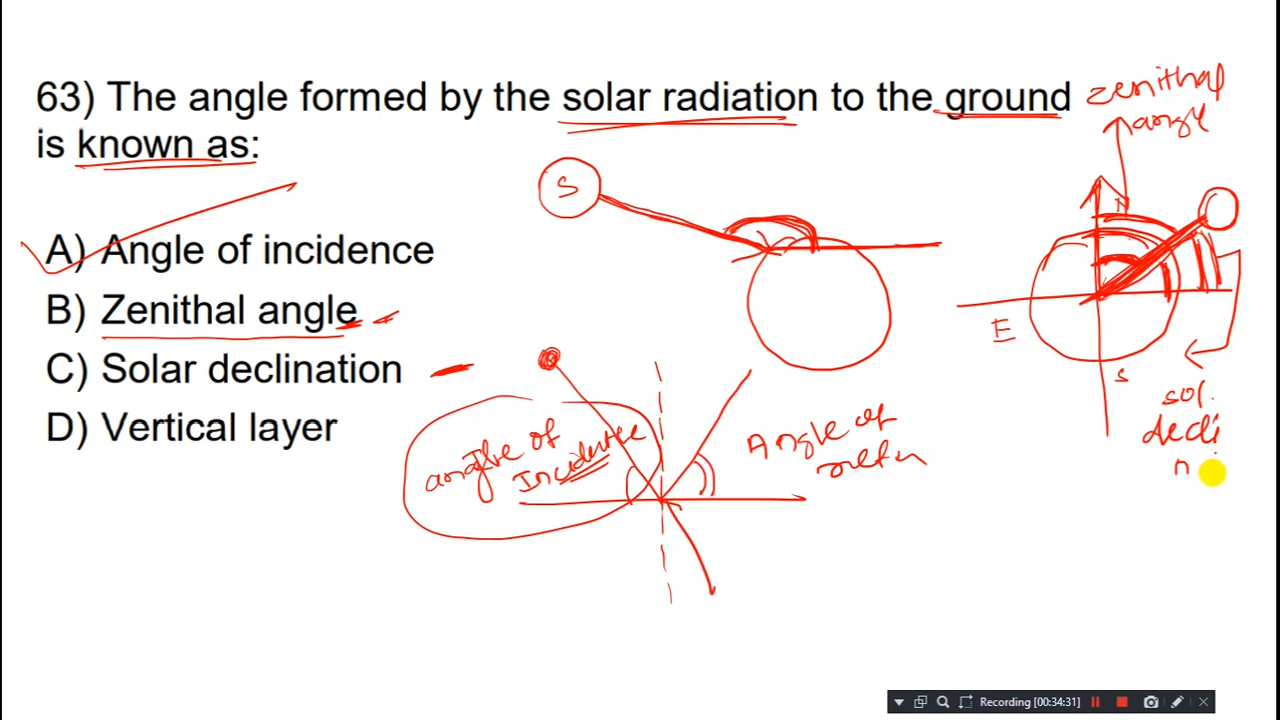 63) The angle formed by the solar radiation to the ground
is known as:
A) Angle of incidence
B) Zenithal angle
C) Solar declination
D) Vertical layer
zenithal
angle
S
E
S
sol.
decli
n
angle of
Incidence
Angle of
Recording [00:34:31]